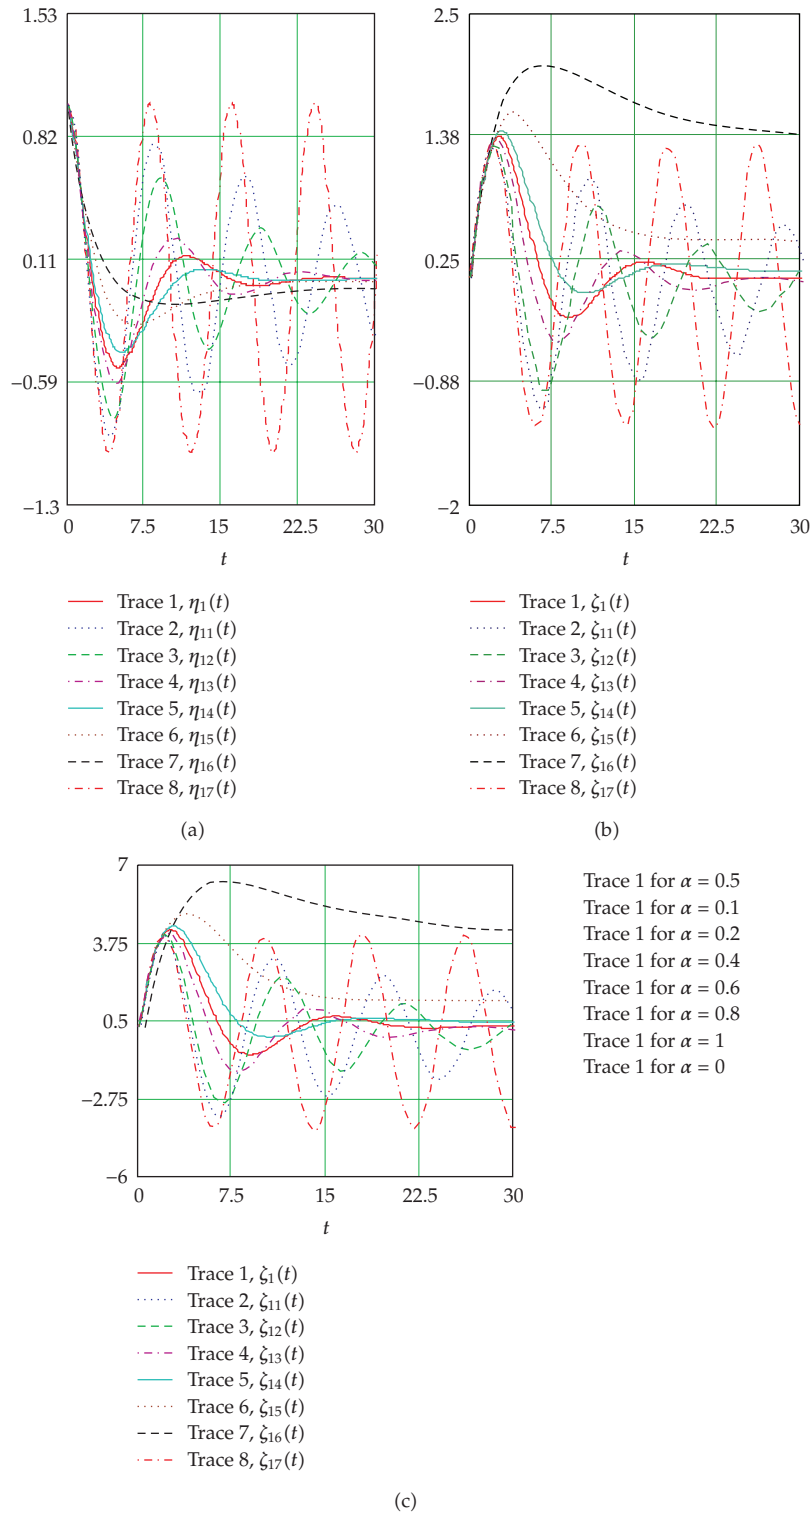 1.53
0.82
0.11
−0.59
−1.3
0 7.5 15 22.5 30
t
Trace 1, η1(t)
Trace 2, η11(t)
Trace 3, η12(t)
Trace 4, η13(t)
Trace 5, η14(t)
Trace 6, η15(t)
Trace 7, η16(t)
Trace 8, η17(t)
(a)
2.5
1.38
0.25
−0.88
−2
0 7.5 15 22.5 30
t
Trace 1, ζ1(t)
Trace 2, ζ11(t)
Trace 3, ζ12(t)
Trace 4, ζ13(t)
Trace 5, ζ14(t)
Trace 6, ζ15(t)
Trace 7, ζ16(t)
Trace 8, ζ17(t)
(b)
7
3.75
0.5
−2.75
−6
0 7.5 15 22.5 30
t
Trace 1 for α = 0.5
Trace 1 for α = 0.1
Trace 1 for α = 0.2
Trace 1 for α = 0.4
Trace 1 for α = 0.6
Trace 1 for α = 0.8
Trace 1 for α = 1
Trace 1 for α = 0
Trace 1, ζ1(t)
Trace 2, ζ11(t)
Trace 3, ζ12(t)
Trace 4, ζ13(t)
Trace 5, ζ14(t)
Trace 6, ζ15(t)
Trace 7, ζ16(t)
Trace 8, ζ17(t)
(c)